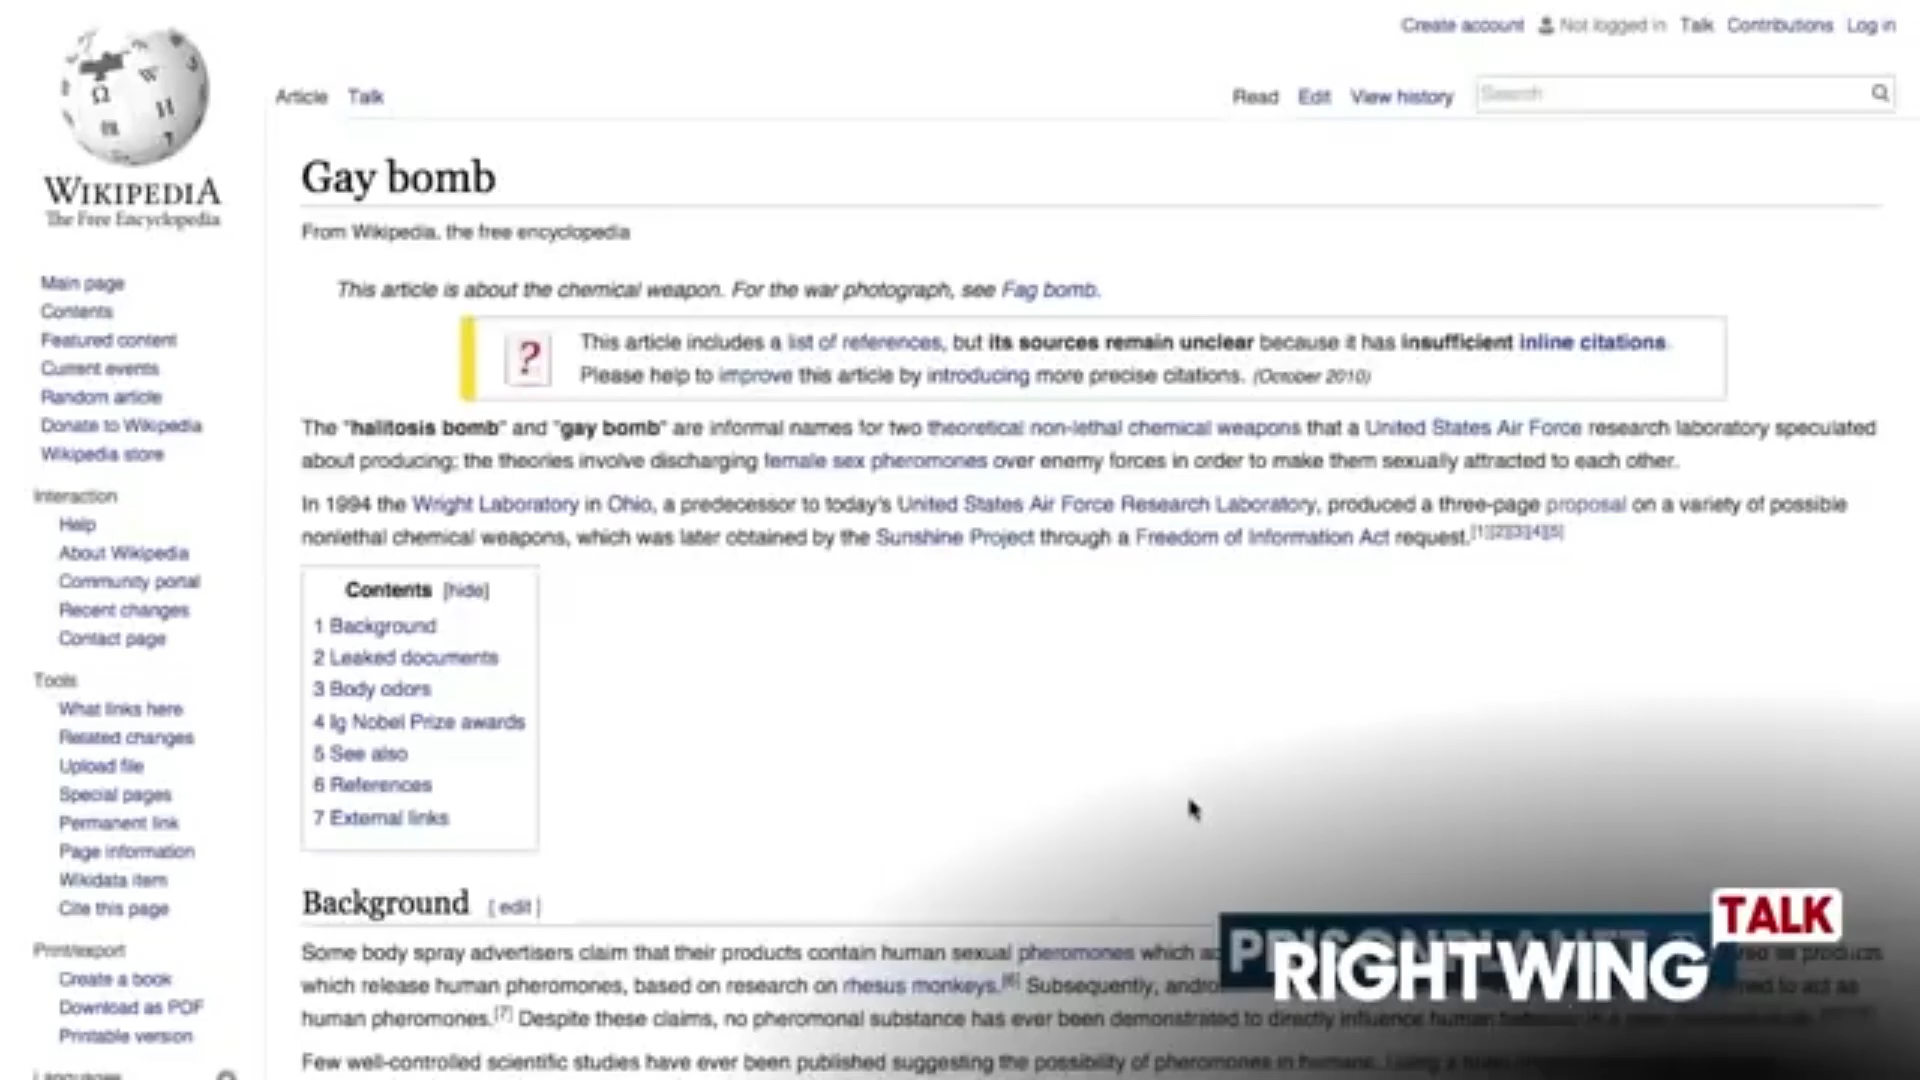 Create account Not logged in Talk Contributions Log in
Article Talk Read Edit View history Search
WIKIPEDIA
The Free Encyclopedia
Main page
Contents
Featured content
Current events
Random article
Donate to Wikipedia
Wikipedia store
Interaction
Help
About Wikipedia
Community portal
Recent changes
Contact page
Tools
What links here
Related changes
Upload file
Special pages
Permanent link
Page information
Wikidata item
Cite this page
Print/export
Create a book
Download as PDF
Printable version
Languages
Gay bomb
From Wikipedia, the free encyclopedia
This article is about the chemical weapon. For the war photograph, see Fag bomb.
This article includes a list of references, but its sources remain unclear because it has insufficient inline citations.
Please help to improve this article by introducing more precise citations. (October 2010)
The "halitosis bomb" and "gay bomb" are informal names for two theoretical non-lethal chemical weapons that a United States Air Force research laboratory speculated
about producing; the theories involve discharging female sex pheromones over enemy forces in order to make them sexually attracted to each other.
In 1994 the Wright Laboratory in Ohio, a predecessor to today's United States Air Force Research Laboratory, produced a three-page proposal on a variety of possible
nonlethal chemical weapons, which was later obtained by the Sunshine Project through a Freedom of Information Act request.[1][2][3][4][5]
Contents [hide]
1 Background
2 Leaked documents
3 Body odors
4 Ig Nobel Prize awards
5 See also
6 References
7 External links
Background [ edit ]
Some body spray advertisers claim that their products contain human sexual pheromones which products
which release human pheromones, based on research on rhesus monkeys.[6] Subsequently, to act as
human pheromones.[7] Despite these claims, no pheromonal substance has ever been demonstrated to directly influence human
Few well-controlled scientific studies have ever been published suggesting the possibility of pheromones in humans.
PRISONPLANET
RIGHTWING
TALK